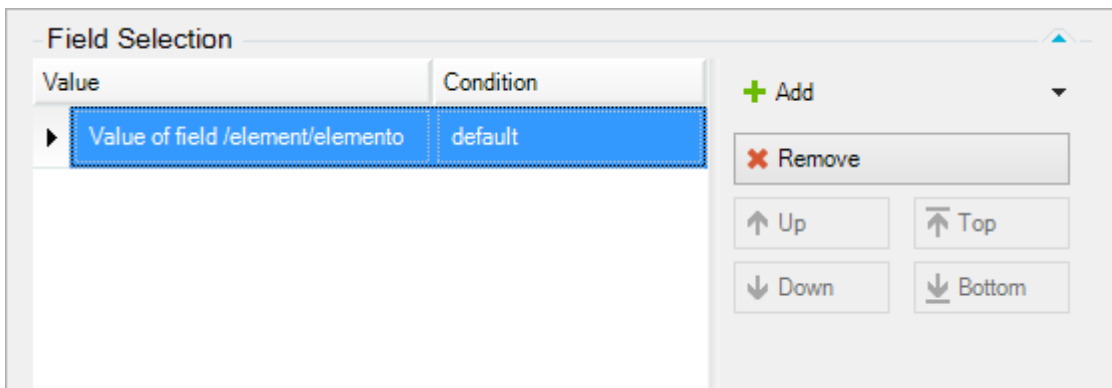 Field Selection
Value Condition
Add
Value of field /element/elemento default
Remove
Up Top
Down Bottom